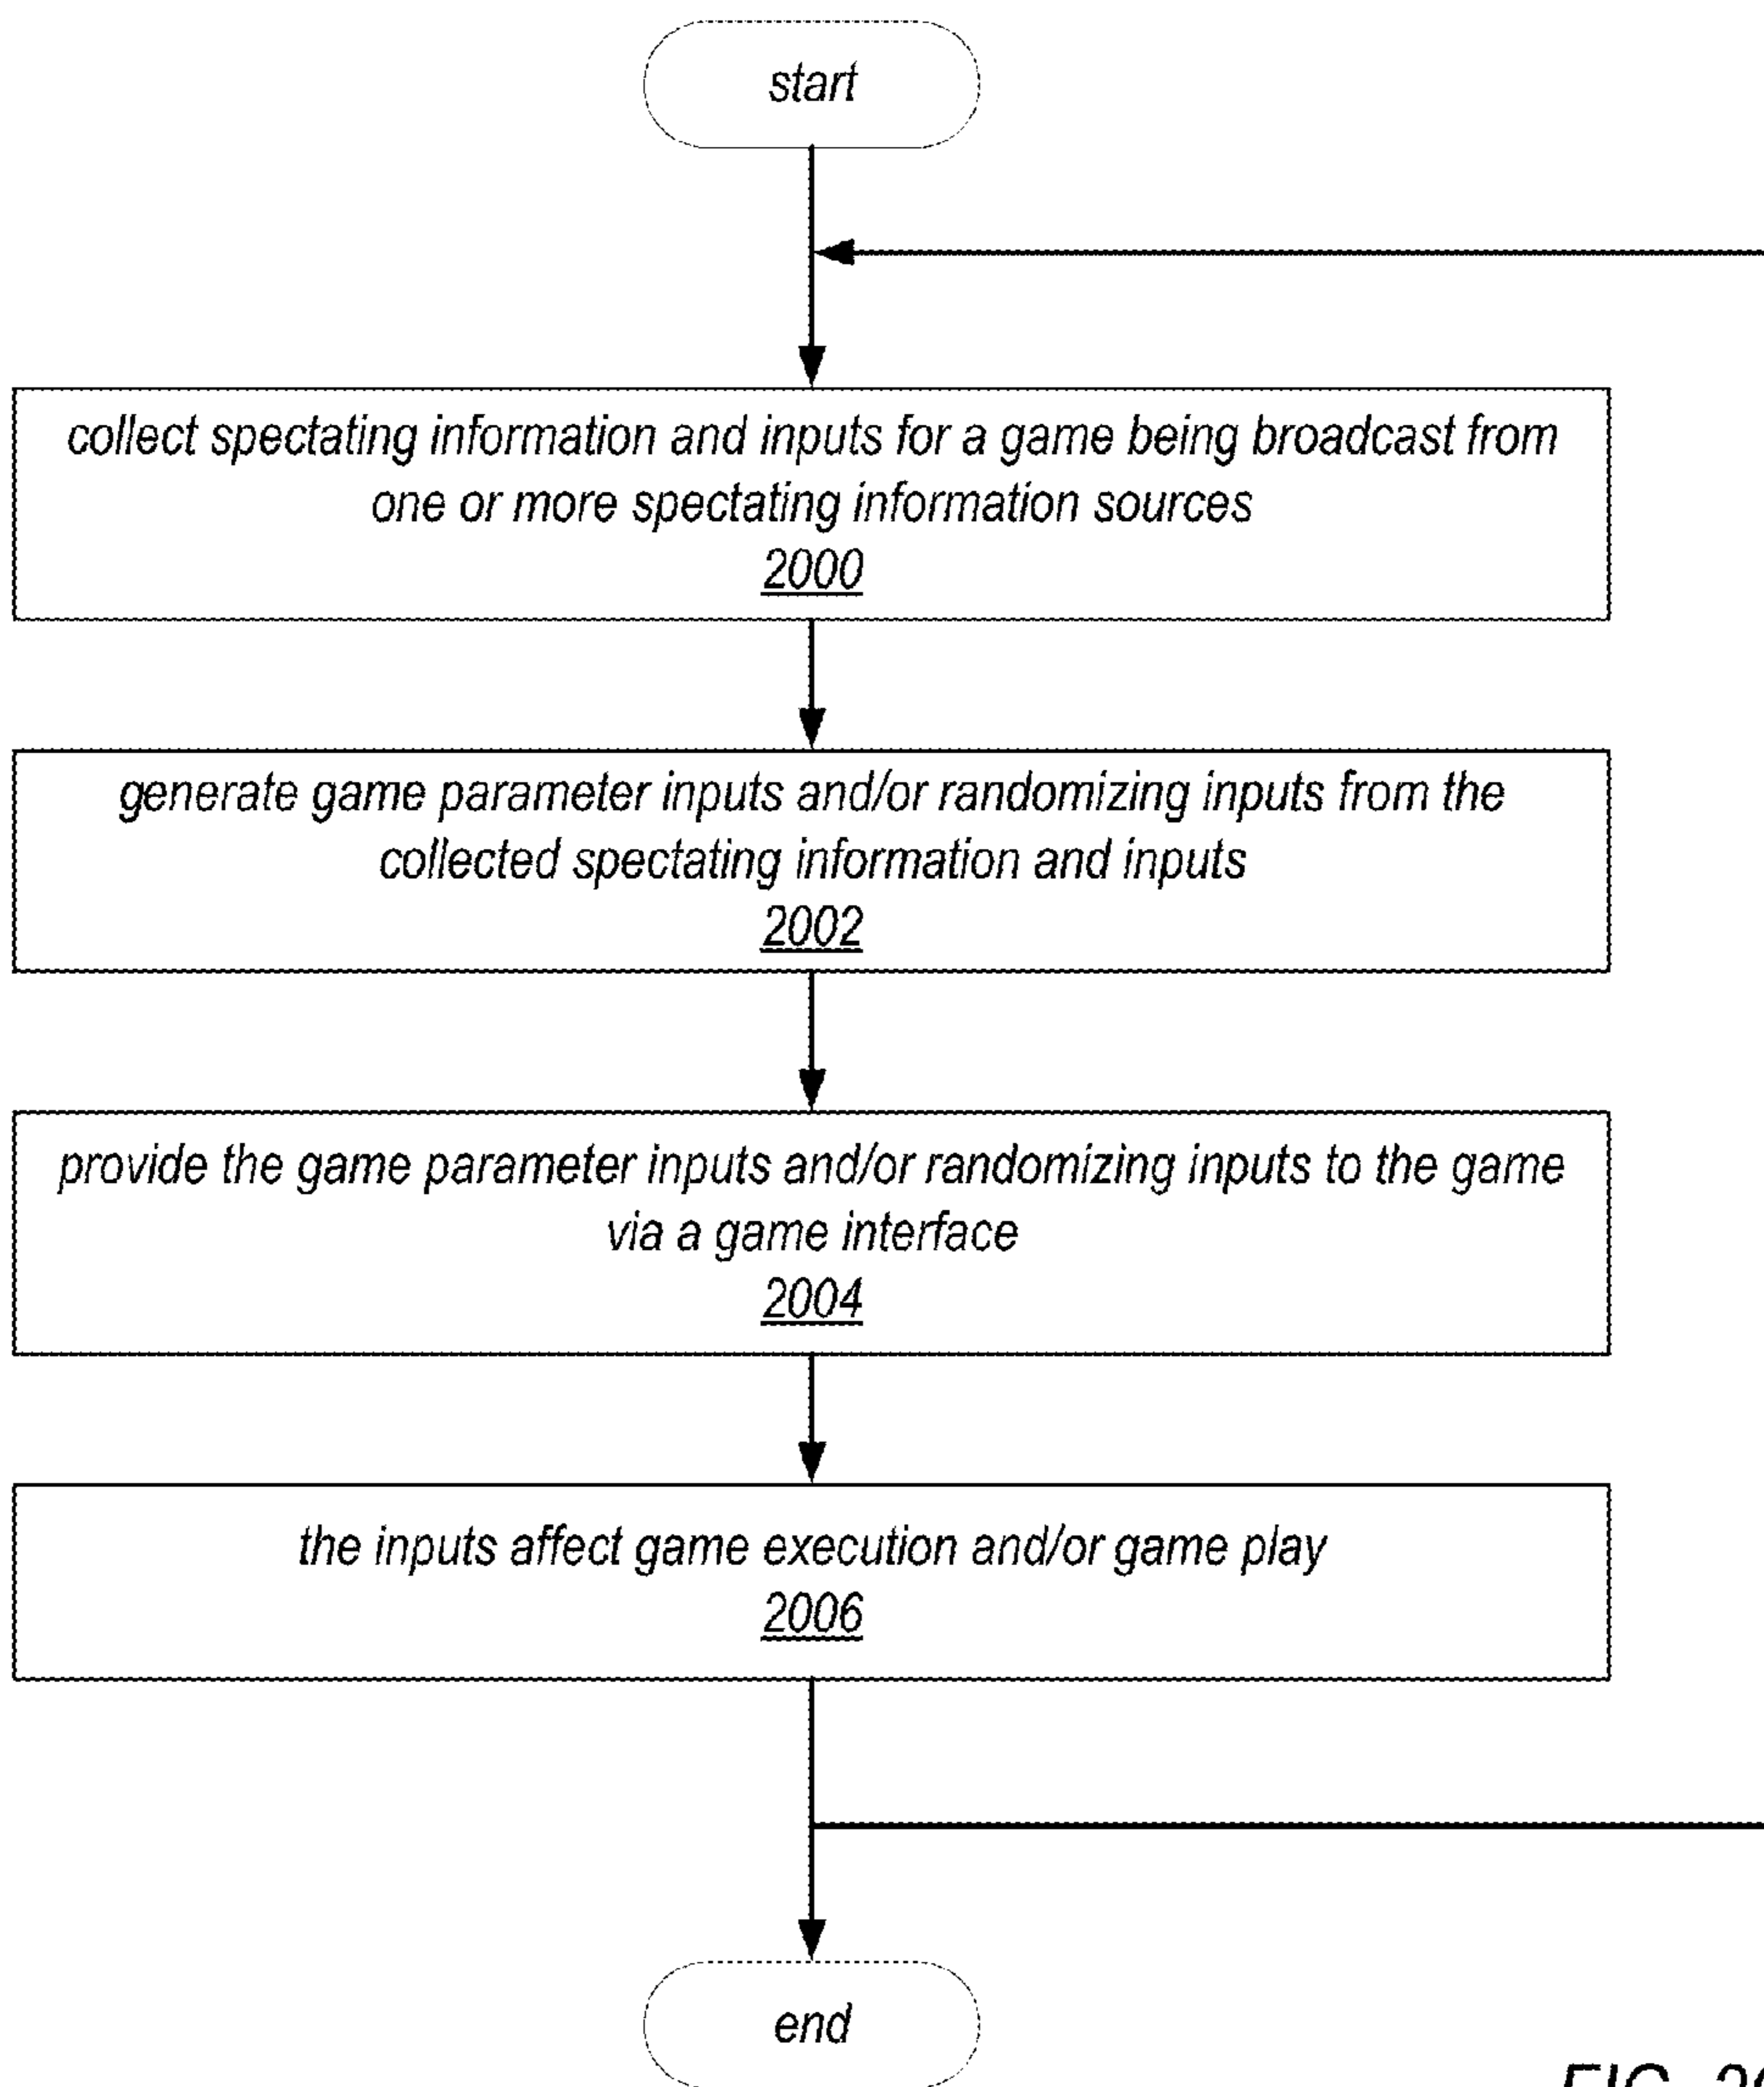 start
collect spectating information and inputs for a game being broadcast from
one or more spectating information sources
2000
generate game parameter inputs and/or randomizing inputs from the
collected spectating information and inputs
2002
provide the game parameter inputs and/or randomizing inputs to the game
via a game interface
2004
the inputs affect game execution and/or game play
2006
end
FIG.